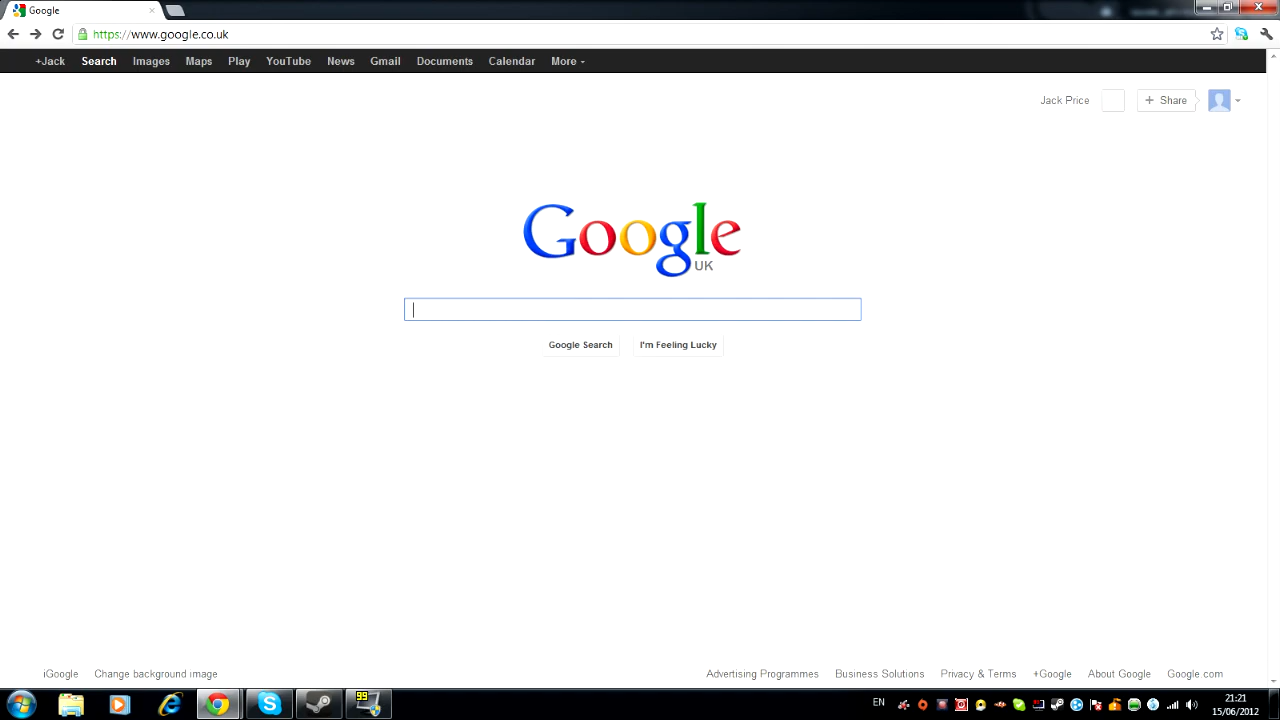 Google
https://www.google.co.uk
+Jack Search Images Maps Play YouTube News Gmail Documents Calendar More
Jack Price + Share
Google
UK
Google Search I'm Feeling Lucky
iGoogle Change background image Advertising Programmes Business Solutions Privacy & Terms +Google About Google Google.com
99
EN
21:21
15/06/2012